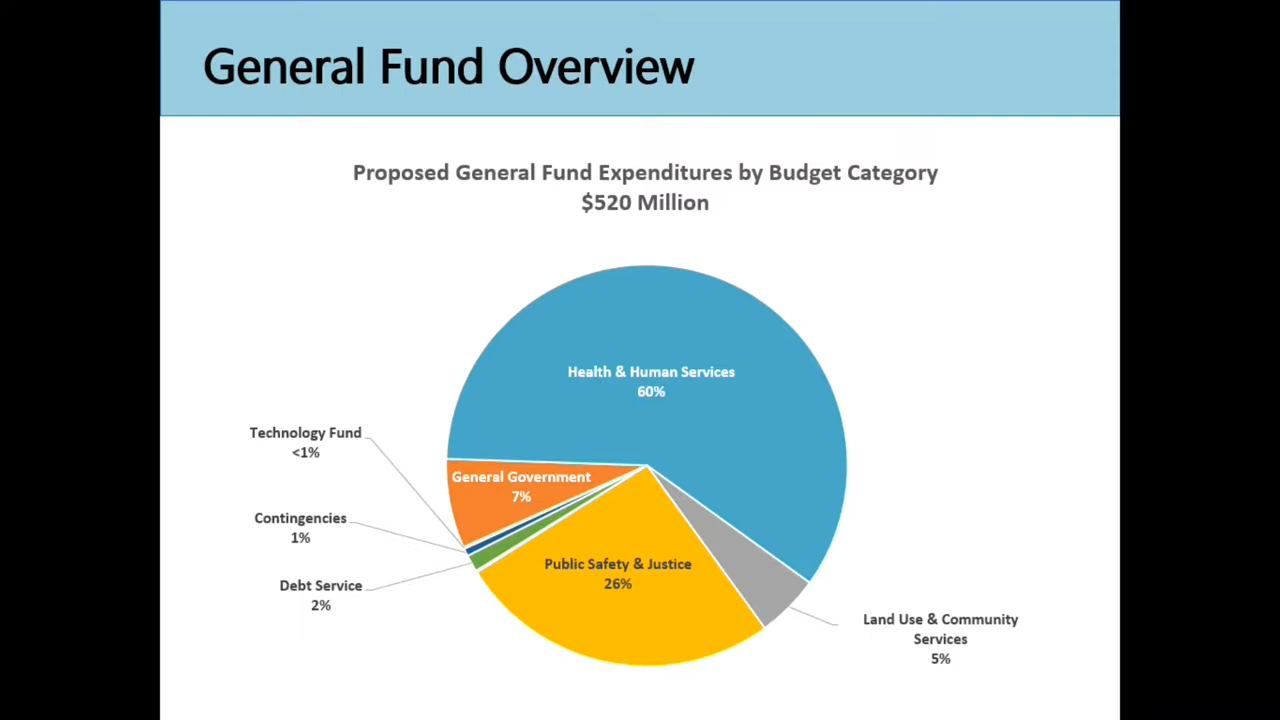 General Fund Overview
Proposed General Fund Expenditures by Budget Category
$520 Million
Health & Human Services
60%
Technology Fund
<1%
General Government
7%
Contingencies
1%
Public Safety & Justice
26%
Debt Service
2%
Land Use & Community
Services
5%